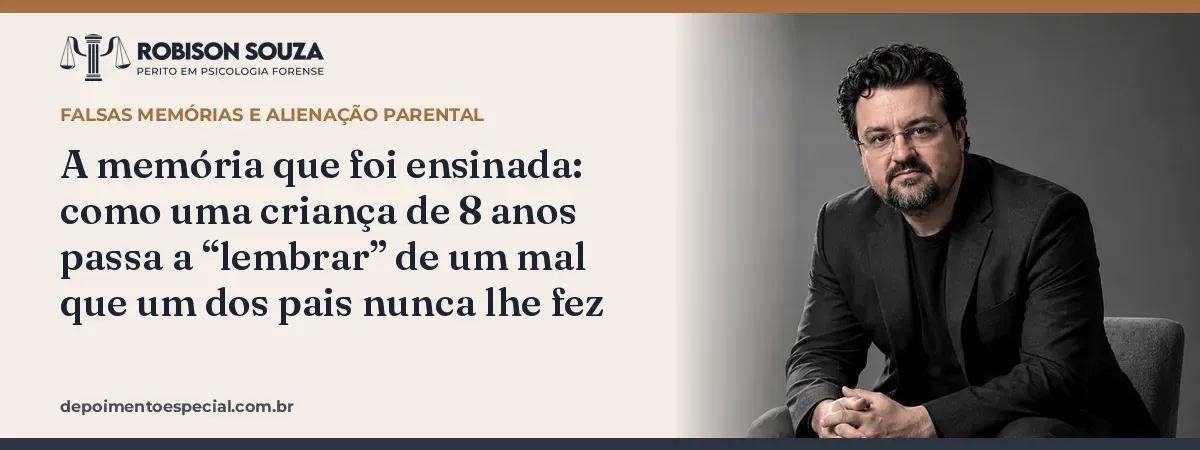 ROBISON SOUZA
PERITO EM PSICOLOGIA FORENSE
FALSAS MEMÓRIAS E ALIENAÇÃO PARENTAL
A memória que foi ensinada:
como uma criança de 8 anos
passa a “lembrar” de um mal
que um dos pais nunca lhe fez
depoimentoespecial.com.br